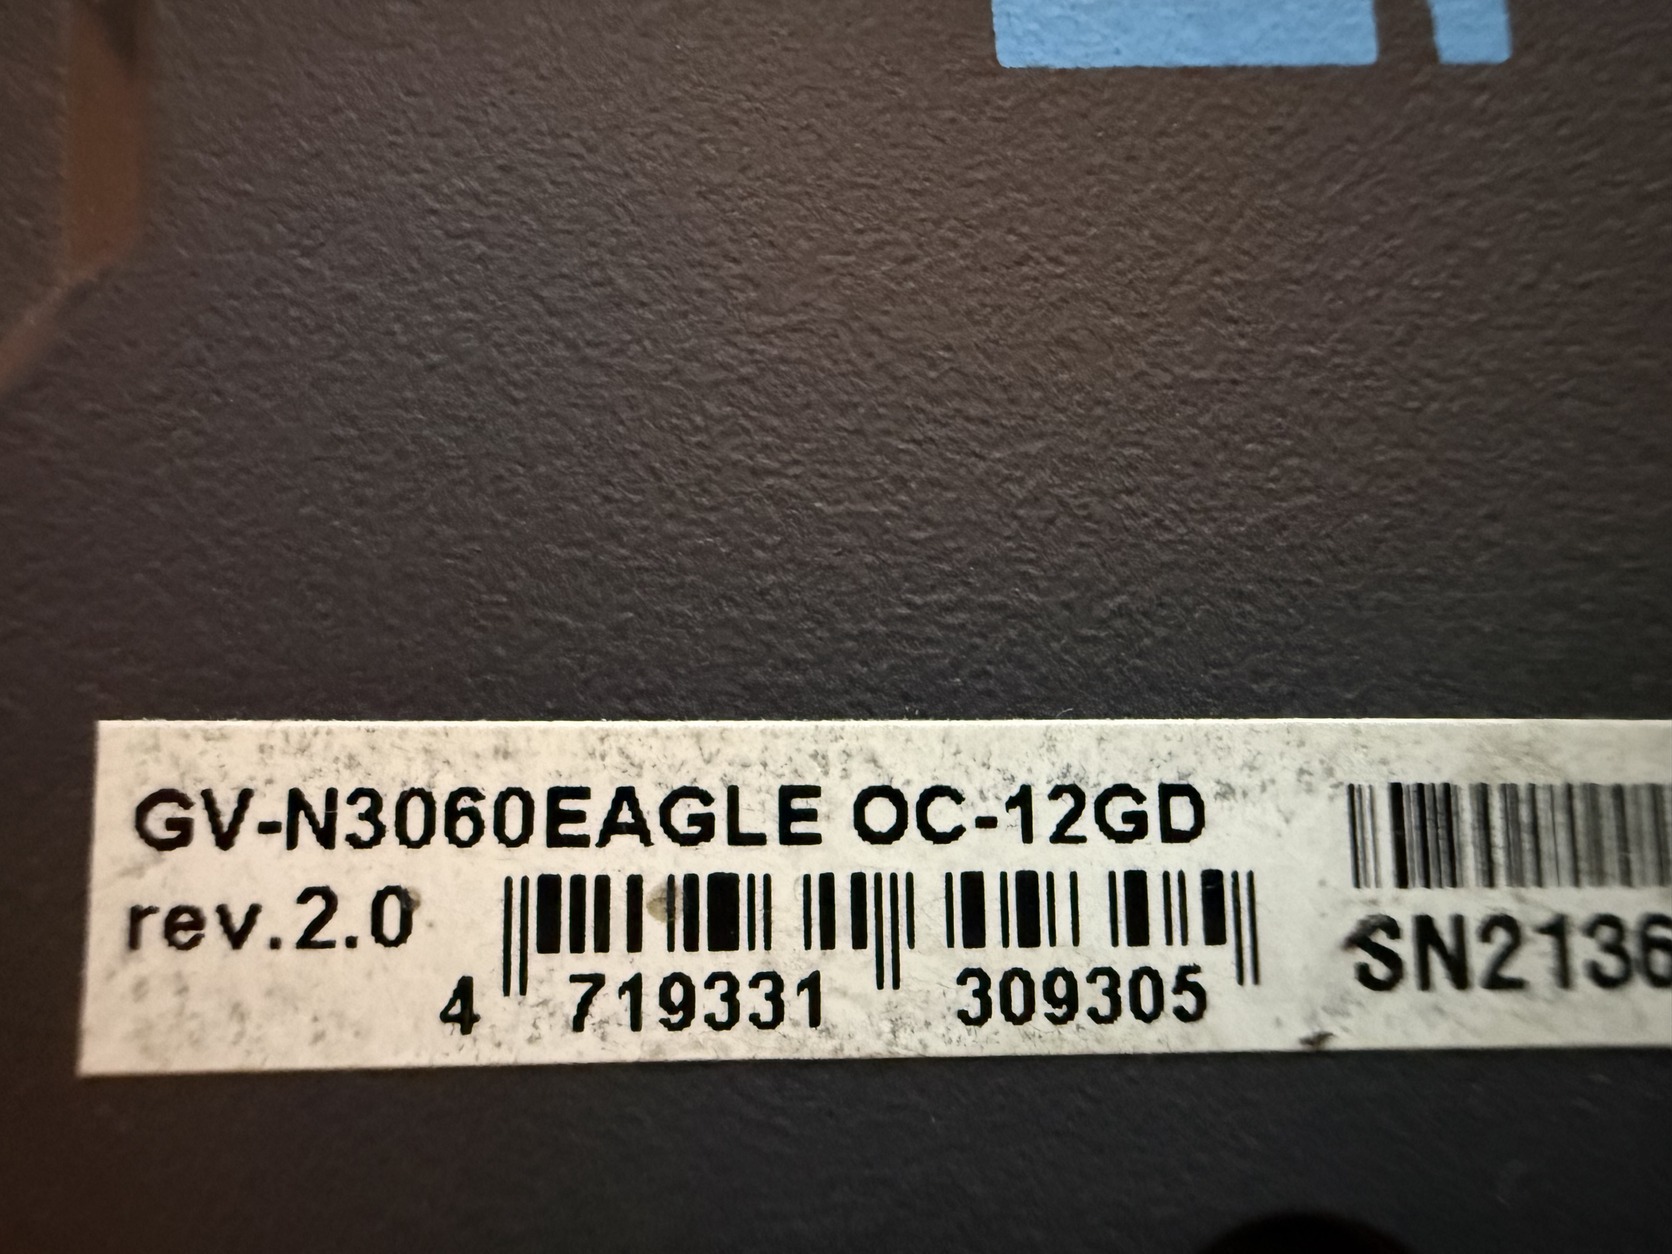 GV-N3060EAGLE OC-12GD
rev.2.0
4 719331 309305
SN2136